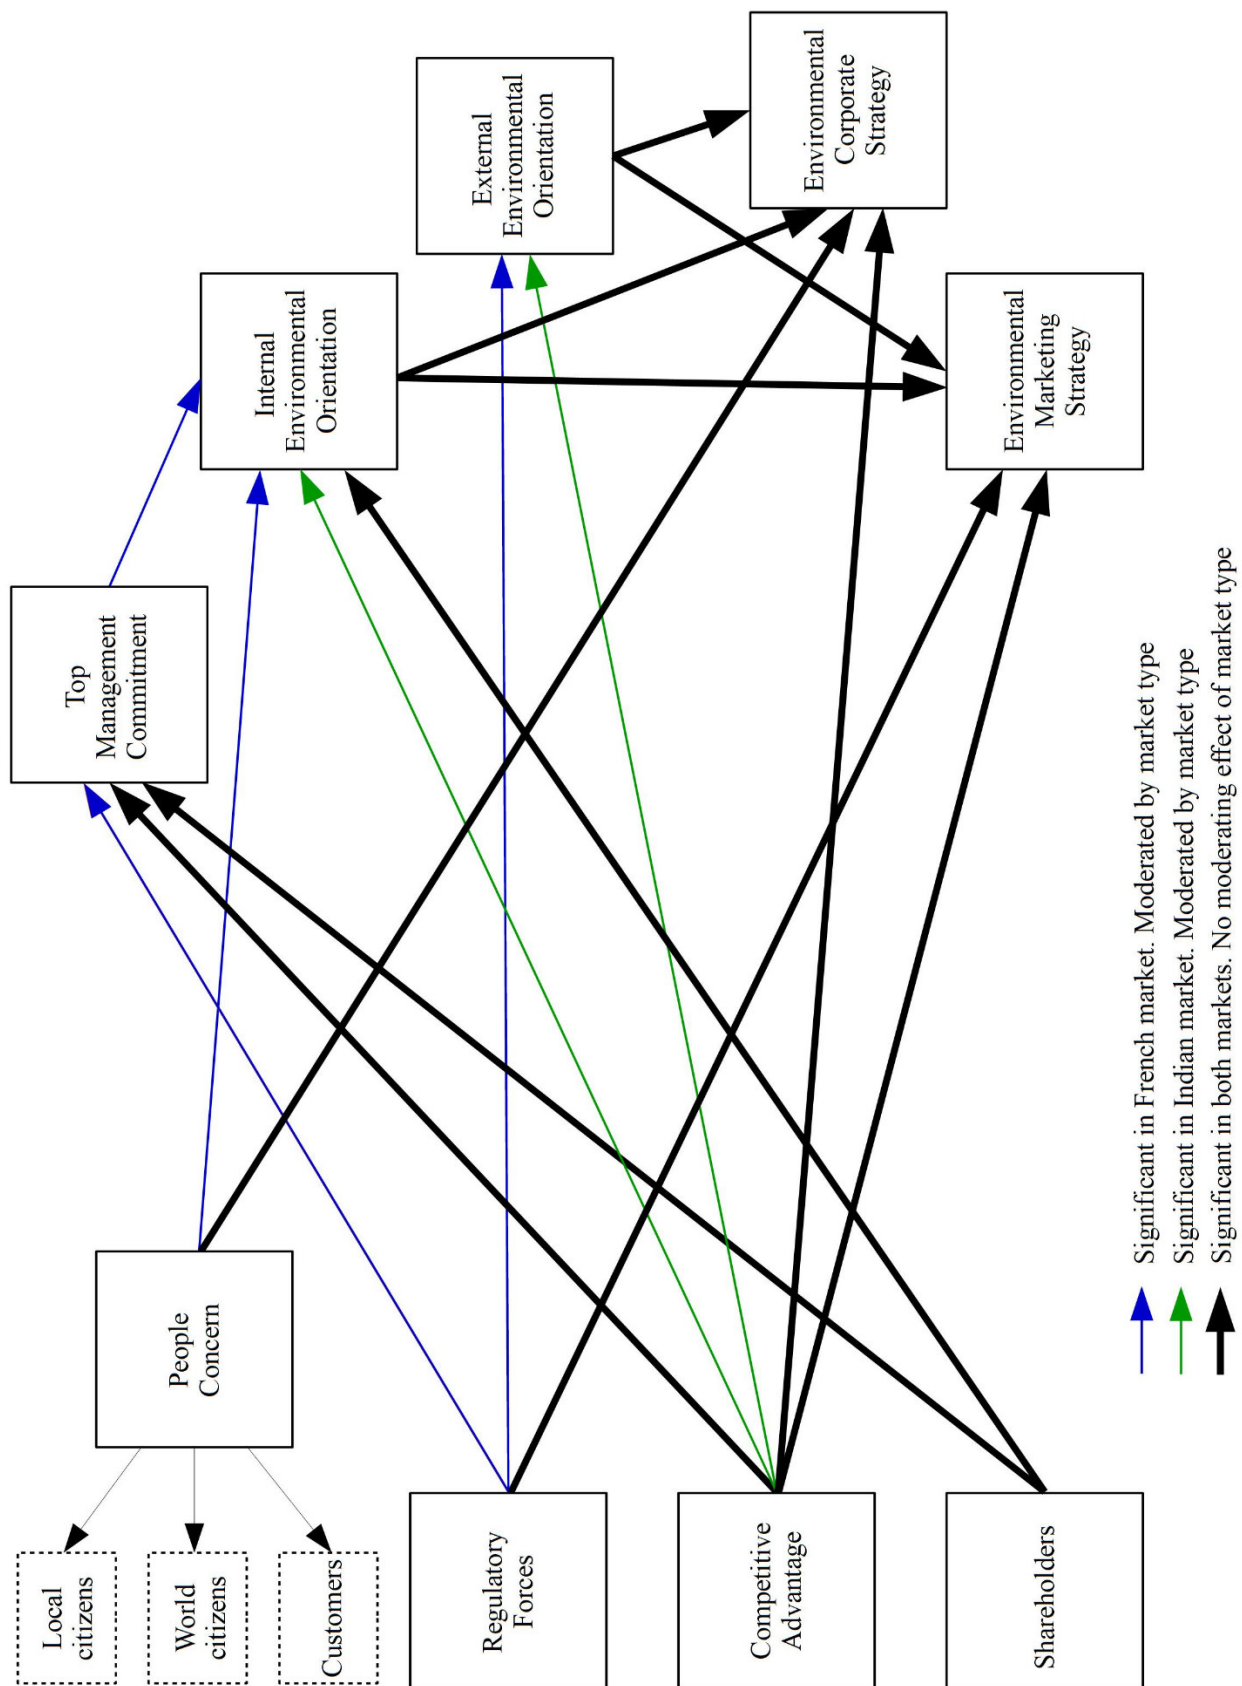 Local
citizens
World
citizens
Customers
People
Concern
Regulatory
Forces
Competitive
Advantage
Shareholders
Top
Management
Commitment
Internal
Environmental
Orientation
External
Environmental
Orientation
Environmental
Corporate
Strategy
Environmental
Marketing
Strategy
Significant in French market. Moderated by market type
Significant in Indian market. Moderated by market type
Significant in both markets. No moderating effect of market type